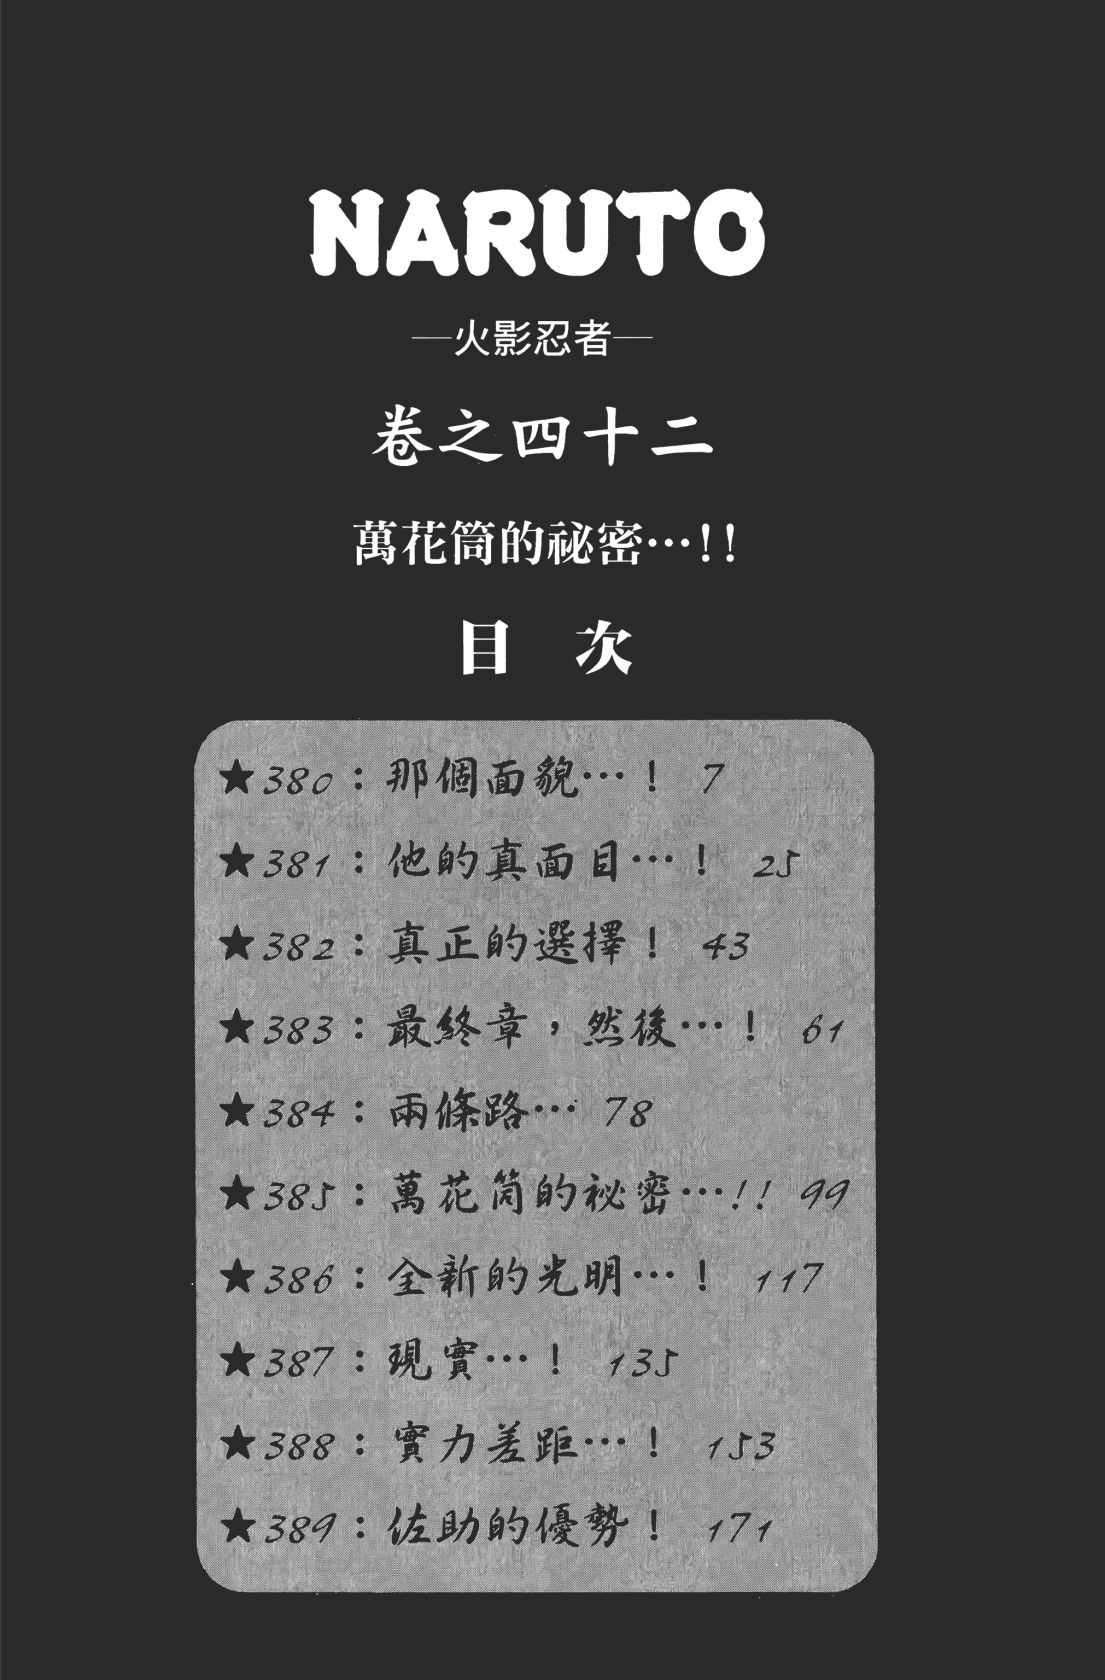 NARUTO
—火影忍者—
卷之四十二
萬花筒的祕密…!!
目 次
★380：那個面貌…！ 7
★381：他的真面目…！ 25
★382：真正的選擇！ 43
★383：最終章，然後…！ 61
★384：兩條路… 78
★385：萬花筒的祕密…!! 99
★386：全新的光明…！ 117
★387：現實…！ 135
★388：實力差距…！ 153
★389：佐助的優勢！ 171